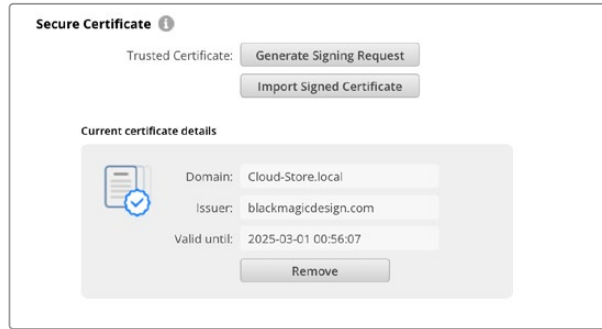 Secure Certificate
Trusted Certificate: Generate Signing Request
Import Signed Certificate
Current certificate details
Domain: Cloud-Store.local
Issuer: blackmagicdesign.com
Valid until: 2025-03-01 00:56:07
Remove